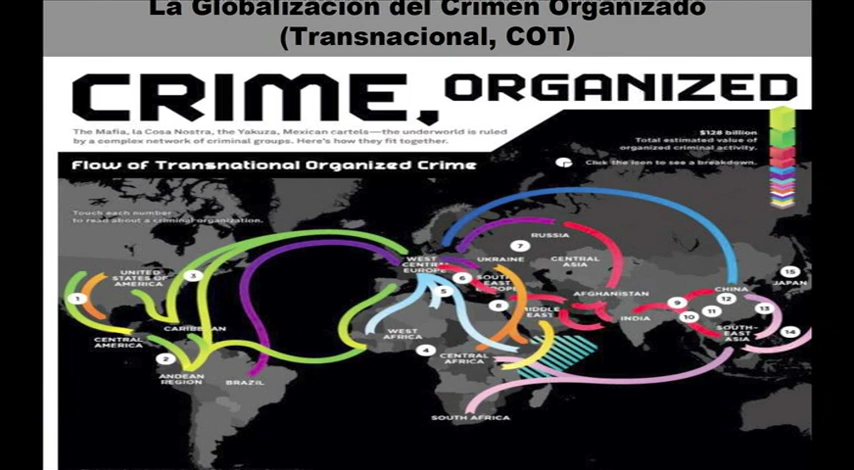 La Globalización del Crimen Organizado
(Transnacional, COT)
CRIME, ORGANIZED
The Mafia, la Cosa Nostra, the Yakuza, Mexican cartels—the underworld is ruled
by a complex network of criminal groups. Here's how they fit together.
$128 billion
Total estimated value of
organized criminal activity.
Click the icon to see a breakdown.
Flow of Transnational Organized Crime
Touch each number
to read about a criminal organization.
RUSSIA
7
WEST
CENTRAL
EUROPE
UKRAINE
CENTRAL
ASIA
15
JAPAN
UNITED
STATES OF
AMERICA
3
6
SOUTH
EAST
EUROPE
CHINA
12
1
5
AFGHANISTAN
9
8
MIDDLE
EAST
INDIA
10
11
13
CARIBBEAN
WEST
AFRICA
SOUTH-
EAST
ASIA
14
CENTRAL
AMERICA
2
4
CENTRAL
AFRICA
ANDEAN
REGION
BRAZIL
SOUTH AFRICA